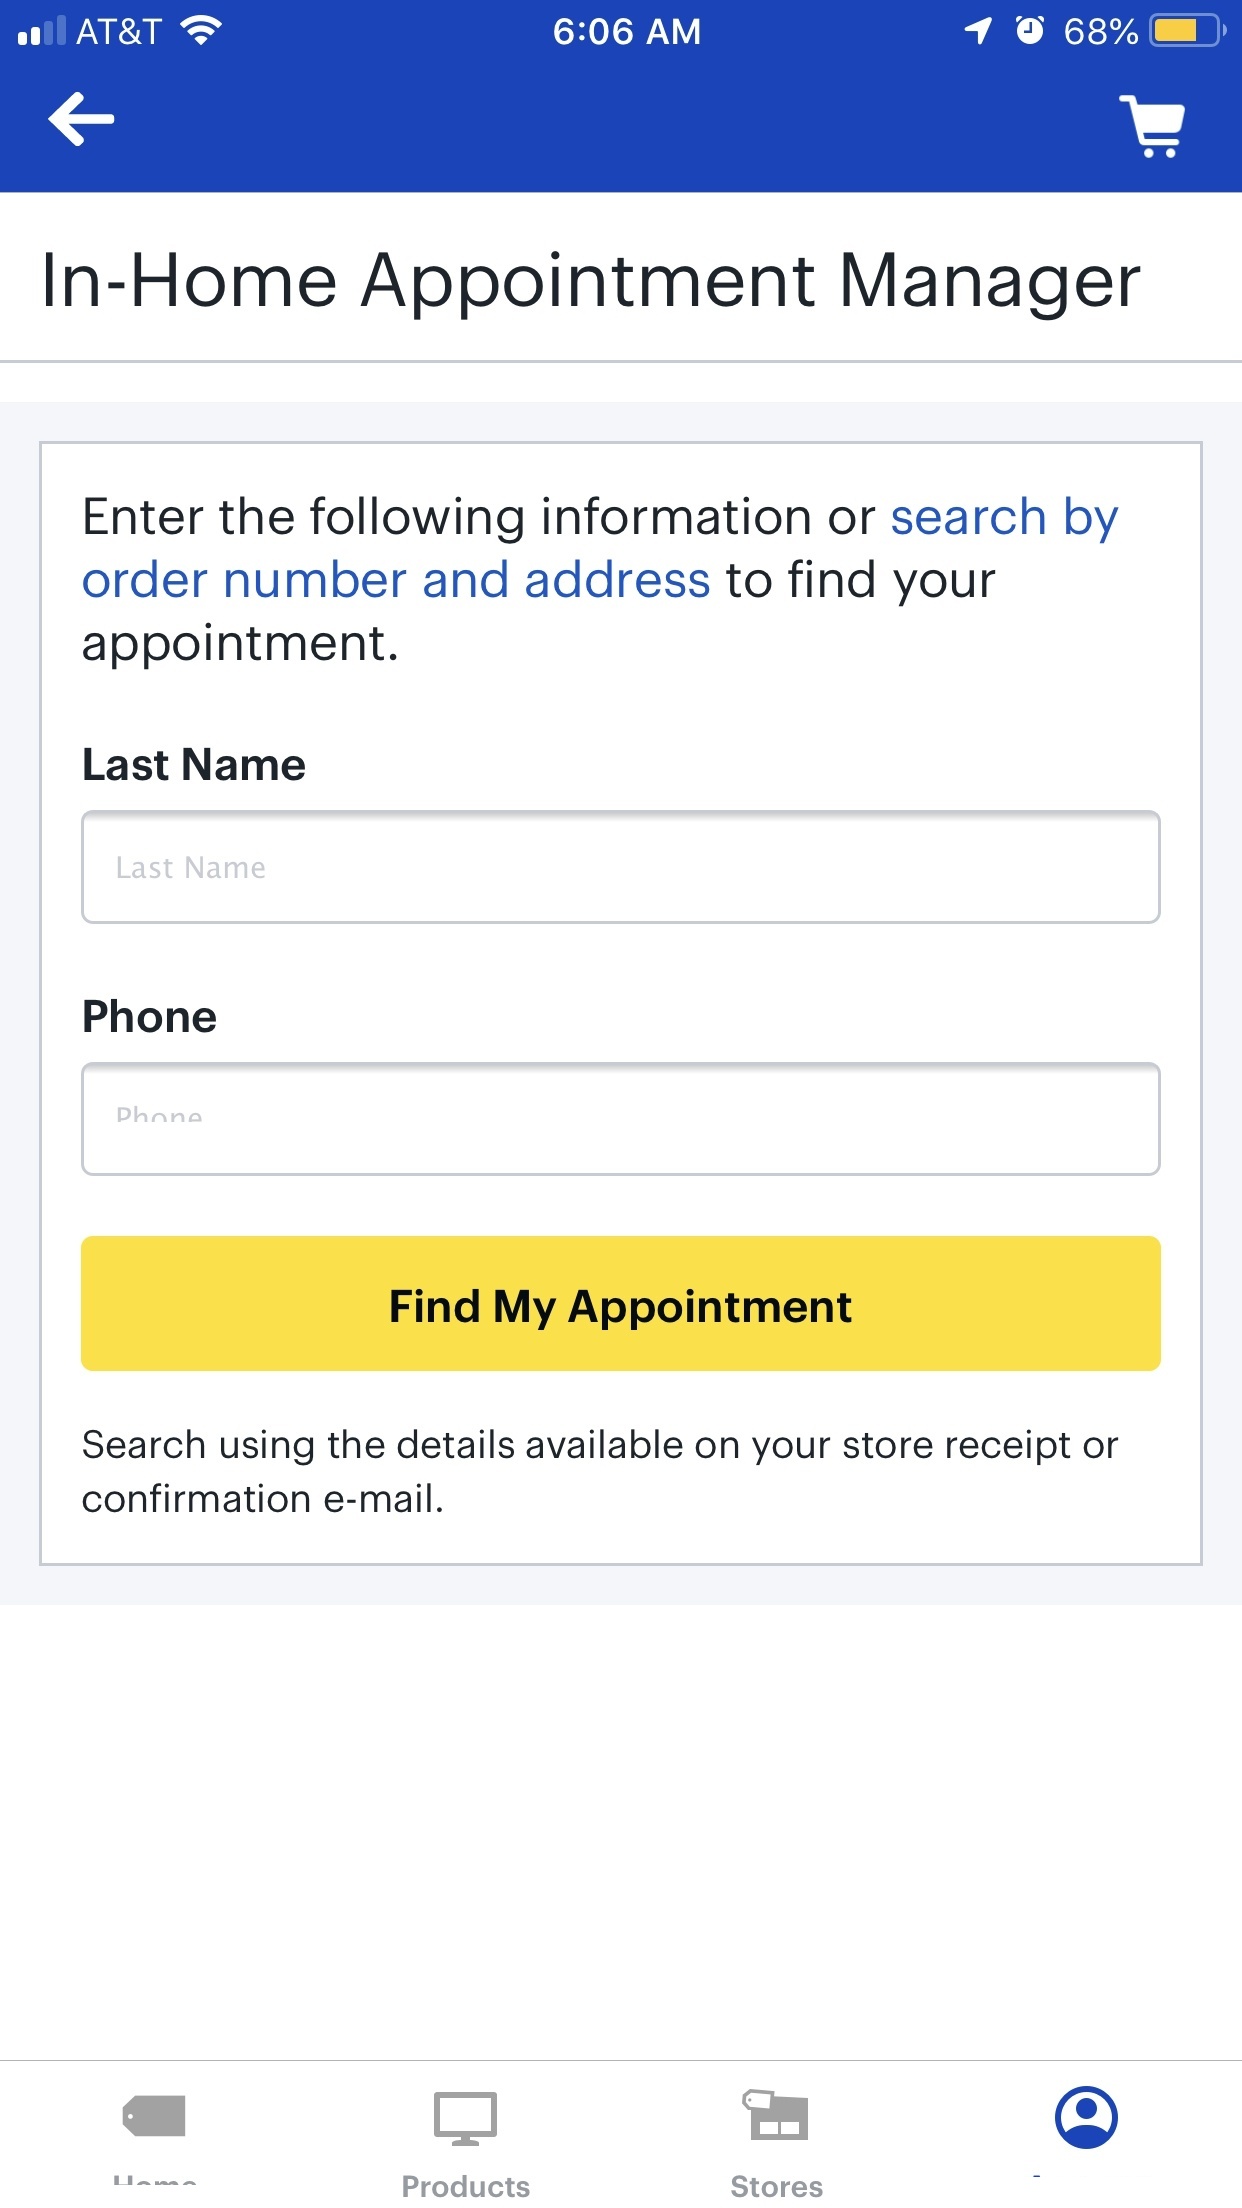 AT&T 6:06 AM 68%
In-Home Appointment Manager
Enter the following information or search by
order number and address to find your
appointment.
Last Name
Last Name
Phone
Phone
Find My Appointment
Search using the details available on your store receipt or
confirmation e-mail.
Home Products Stores